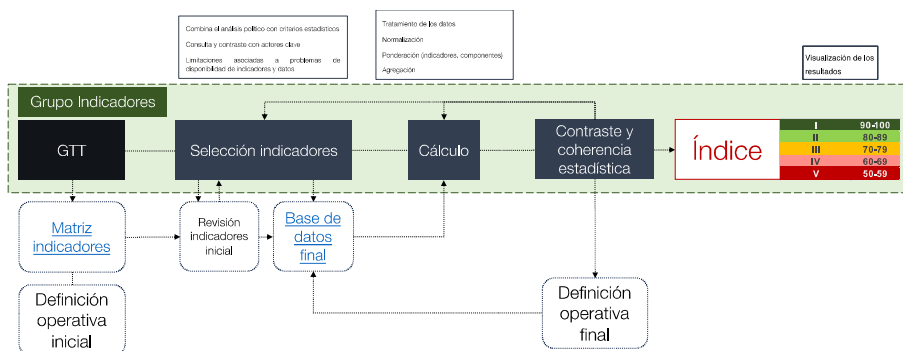 Combina el análisis político con criterios estadísticos
Consulta y contraste con actores clave
Limitaciones asociadas a problemas de
disponibilidad de indicadores y datos
Tratamiento de los datos
Normalización
Ponderación (indicadores, componentes)
Agregación
Visualización de los
resultados
Grupo Indicadores
GTT
Selección indicadores
Cálculo
Contraste y
coherencia
estadística
Índice
I 90-100
II 80-89
III 70-79
IV 60-69
V 50-59
Matriz
indicadores
Revisión
indicadores
inicial
Base de
datos
final
Definición
operativa
inicial
Definición
operativa
final